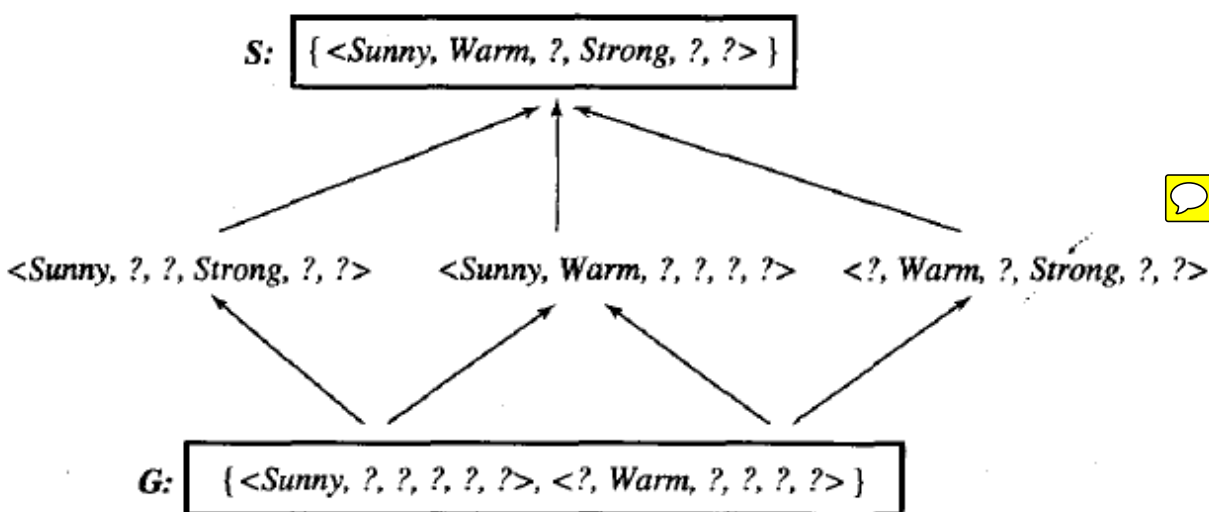 S: { <Sunny, Warm, ?, Strong, ?, ?> }
<Sunny, ?, ?, Strong, ?, ?> <Sunny, Warm, ?, ?, ?, ?> <?, Warm, ?, Strong, ?, ?>
G: { <Sunny, ?, ?, ?, ?, ?>, <?, Warm, ?, ?, ?, ?> }